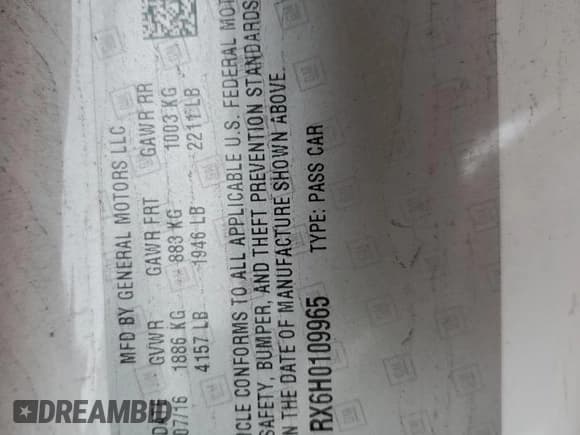 MFD BY GENERAL MOTORS LLC
DATE GVWR GAWR FRT GAWR RR
07/16 1886 KG 883 KG 1003 KG
4157 LB 1946 LB 2211 LB
ICLE CONFORMS TO ALL APPLICABLE U.S. FEDERAL MOT
SAFETY, BUMPER, AND THEFT PREVENTION STANDARDS
N THE DATE OF MANUFACTURE SHOWN ABOVE.
RX6H0109965 TYPE: PASS CAR
DREAMBID